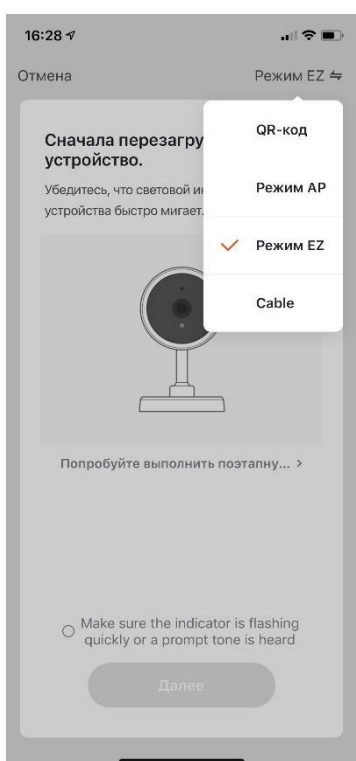 16:28
Отмена
Режим EZ
QR-код
Режим AP
Режим EZ
Cable
Сначала перезагру
устройство.
Убедитесь, что световой ин
устройства быстро мигает.
Попробуйте выполнить поэтапну... >
Make sure the indicator is flashing
quickly or a prompt tone is heard
Далее